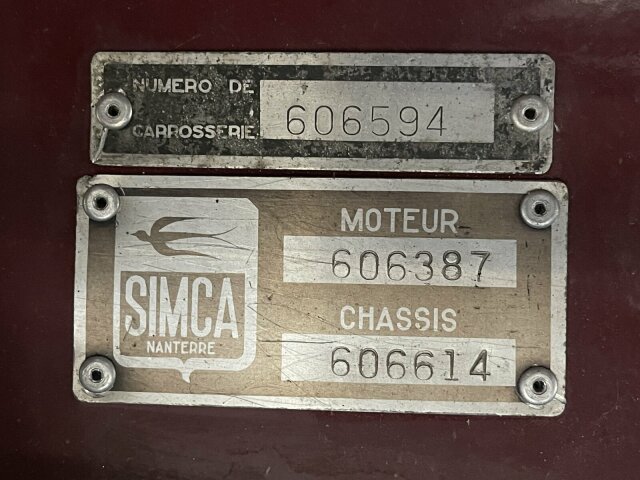 NUMERO DE
CARROSSERIE 606594
MOTEUR
606387
SIMCA
NANTERRE
CHASSIS
606614